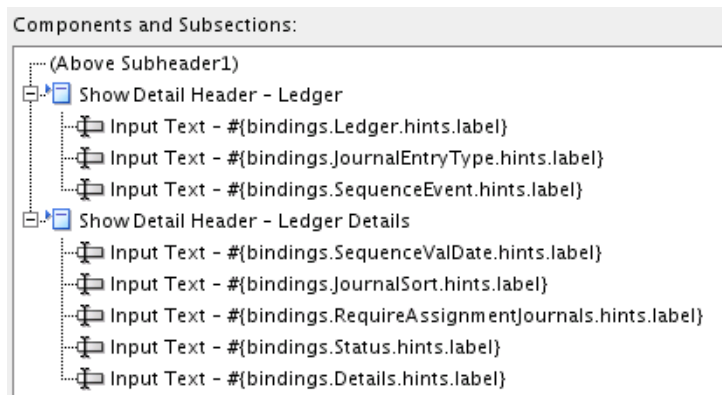 Components and Subsections:
(Above Subheader1)
Show Detail Header – Ledger
Input Text – #{bindings.Ledger.hints.label}
Input Text – #{bindings.JournalEntryType.hints.label}
Input Text – #{bindings.SequenceEvent.hints.label}
Show Detail Header – Ledger Details
Input Text – #{bindings.SequenceValDate.hints.label}
Input Text – #{bindings.JournalSort.hints.label}
Input Text – #{bindings.RequireAssignmentJournals.hints.label}
Input Text – #{bindings.Status.hints.label}
Input Text – #{bindings.Details.hints.label}